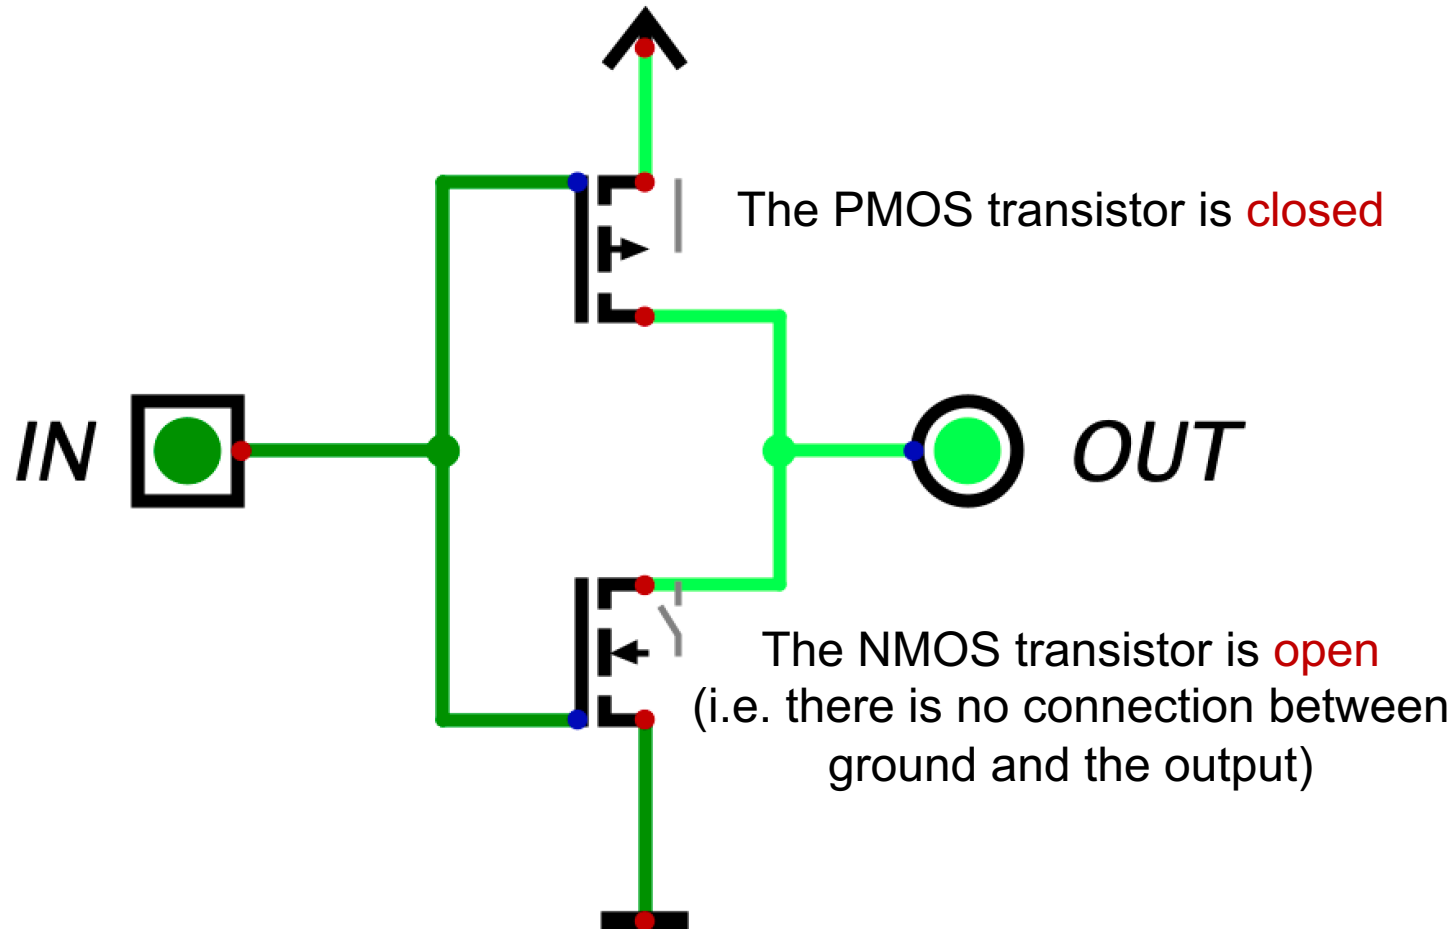 The PMOS transistor is closed
IN
OUT
The NMOS transistor is open
(i.e. there is no connection between
ground and the output)